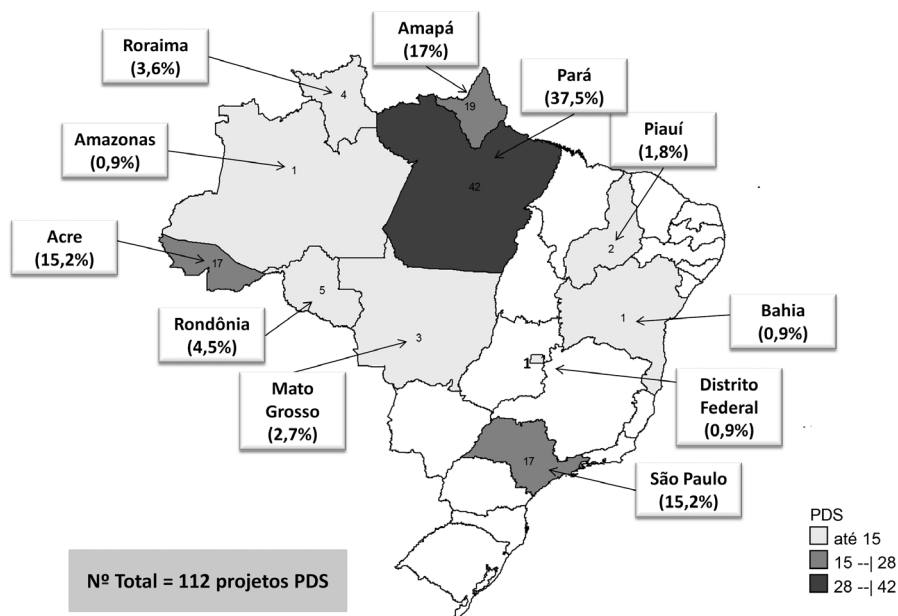 Amapá
(17%)
Roraima
(3,6%)
Pará
(37,5%)
Piauí
(1,8%)
Amazonas
(0,9%)
4
19
1
42
Acre
(15,2%)
17
2
5
Rondônia
(4,5%)
3
1
Bahia
(0,9%)
Mato
Grosso
(2,7%)
1
Distrito
Federal
(0,9%)
17
São Paulo
(15,2%)
PDS
até 15
15 --| 28
28 --| 42
Nº Total = 112 projetos PDS